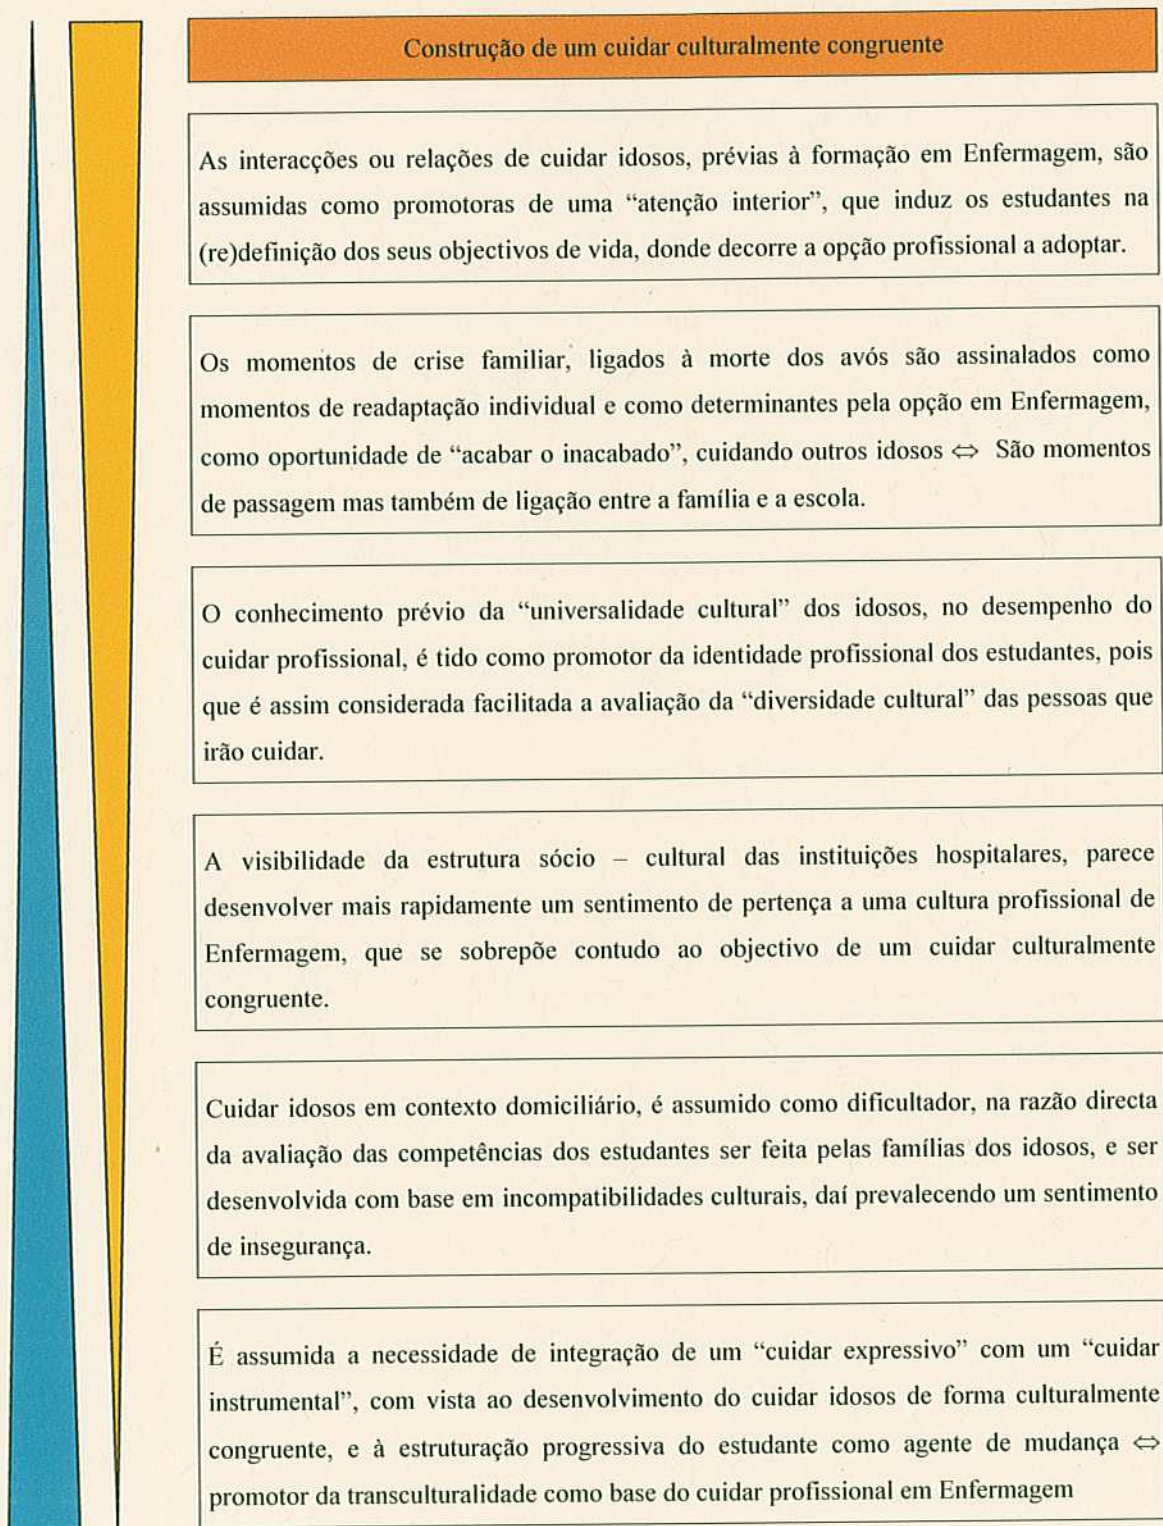 Construção de um cuidar culturalmente congruente
As interacções ou relações de cuidar idosos, prévias à formação em Enfermagem, são
assumidas como promotoras de uma “atenção interior”, que induz os estudantes na
(re)definição dos seus objectivos de vida, donde decorre a opção profissional a adoptar.
Os momentos de crise familiar, ligados à morte dos avós são assinalados como
momentos de readaptação individual e como determinantes pela opção em Enfermagem,
como oportunidade de “acabar o inacabado”, cuidando outros idosos ⇔ São momentos
de passagem mas também de ligação entre a família e a escola.
O conhecimento prévio da “universalidade cultural” dos idosos, no desempenho do
cuidar profissional, é tido como promotor da identidade profissional dos estudantes, pois
que é assim considerada facilitada a avaliação da “diversidade cultural” das pessoas que
irão cuidar.
A visibilidade da estrutura sócio – cultural das instituições hospitalares, parece
desenvolver mais rapidamente um sentimento de pertença a uma cultura profissional de
Enfermagem, que se sobrepõe contudo ao objectivo de um cuidar culturalmente
congruente.
Cuidar idosos em contexto domiciliário, é assumido como dificultador, na razão directa
da avaliação das competências dos estudantes ser feita pelas famílias dos idosos, e ser
desenvolvida com base em incompatibilidades culturais, daí prevalecendo um sentimento
de insegurança.
É assumida a necessidade de integração de um “cuidar expressivo” com um “cuidar
instrumental”, com vista ao desenvolvimento do cuidar idosos de forma culturalmente
congruente, e à estruturação progressiva do estudante como agente de mudança ⇔
promotor da transculturalidade como base do cuidar profissional em Enfermagem